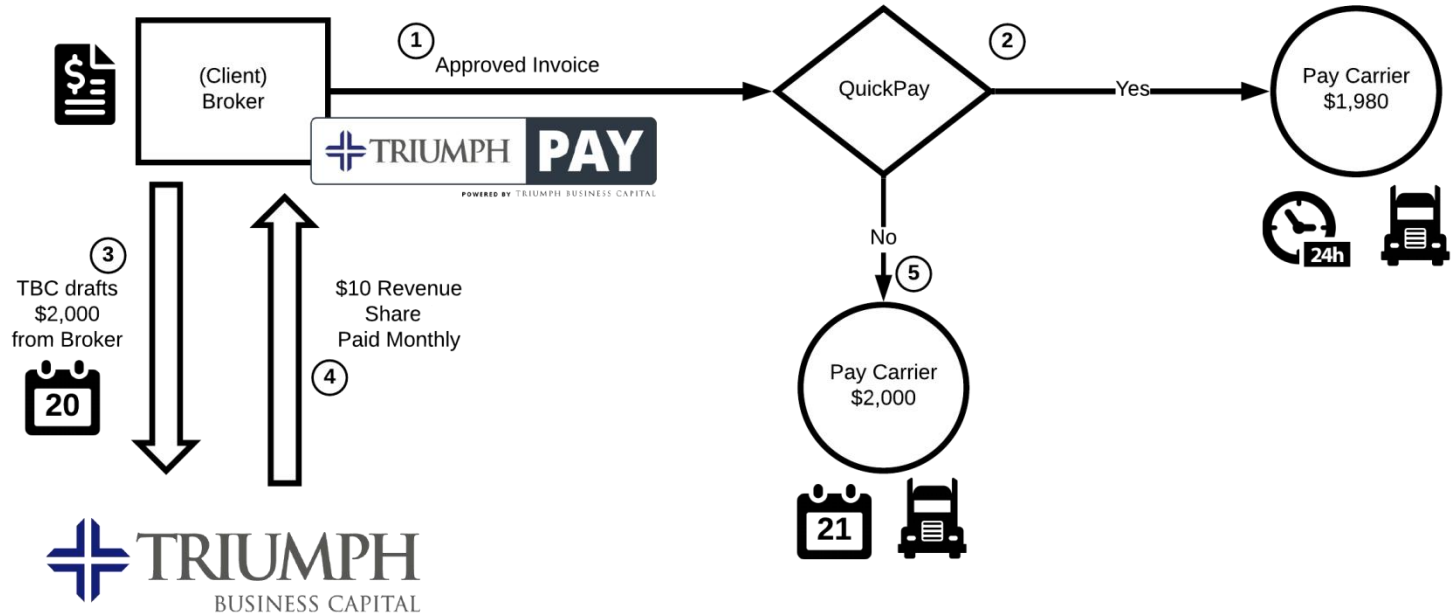 $
(Client)
Broker
1
Approved Invoice
TRIUMPH PAY
POWERED BY TRIUMPH BUSINESS CAPITAL
QuickPay
2
Yes
Pay Carrier
$1,980
24h
No
5
Pay Carrier
$2,000
21
3
TBC drafts
$2,000
from Broker
20
$10 Revenue
Share
Paid Monthly
4
TRIUMPH
BUSINESS CAPITAL